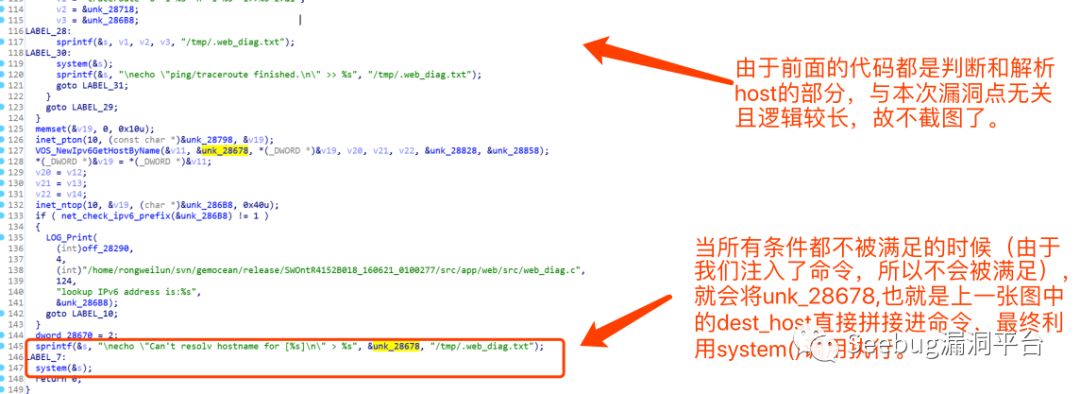 114 v2 = &unk_28718;
115 v3 = &unk_286B8;
116 LABEL_28:
117 sprintf(&s, v1, v2, v3, "/tmp/.web_diag.txt");
118 LABEL_30:
119 system(&s);
120 sprintf(&s, "\necho \"ping/traceroute finished.\n\" >> %s", "/tmp/.web_diag.txt");
121 goto LABEL_31;
122 }
123 goto LABEL_29;
124 }
125 memset(&v19, 0, 0x10u);
126 inet_pton(10, (const char *)&unk_28798, &v19);
127 VOS_NewIpv6GetHostByName(&v11, &unk_28678, *(_DWORD *)&v19, v20, v21, v22, &unk_28828, &unk_28858);
128 *(_DWORD *)&v19 = *(_DWORD *)&v11;
129 v20 = v12;
130 v21 = v13;
131 v22 = v14;
132 inet_ntop(10, &v19, (char *)&unk_286B8, 0x40u);
133 if ( net_check_ipv6_prefix(&unk_286B8) != 1 )
134 {
135 LOG_Print(
136 (int)off_28290,
137 4,
138 (int)"/home/rongweilun/svn/gemocean/release/SWOntR4152B018_160621_0100277/src/app/web/src/web_diag.c",
139 124,
140 "lookup IPv6 address is:%s",
141 &unk_286B8);
142 goto LABEL_10;
143 }
144 dword_28670 = 2;
145 sprintf(&s, "\necho \"Can't resolv hostname for [%s]\n\" > %s", &unk_28678, "/tmp/.web_diag.txt");
146 LABEL_7:
147 system(&s);
148 return 0;
149 }
由于前面的代码都是判断和解析
host的部分，与本次漏洞点无关
且逻辑较长，故不截图了。
当所有条件都不被满足的时候（由于
我们注入了命令，所以不会被满足），
就会将unk_28678,也就是上一张图中
的dest_host直接拼接进命令，最终利
用system()用执行。
Seebug漏洞平台